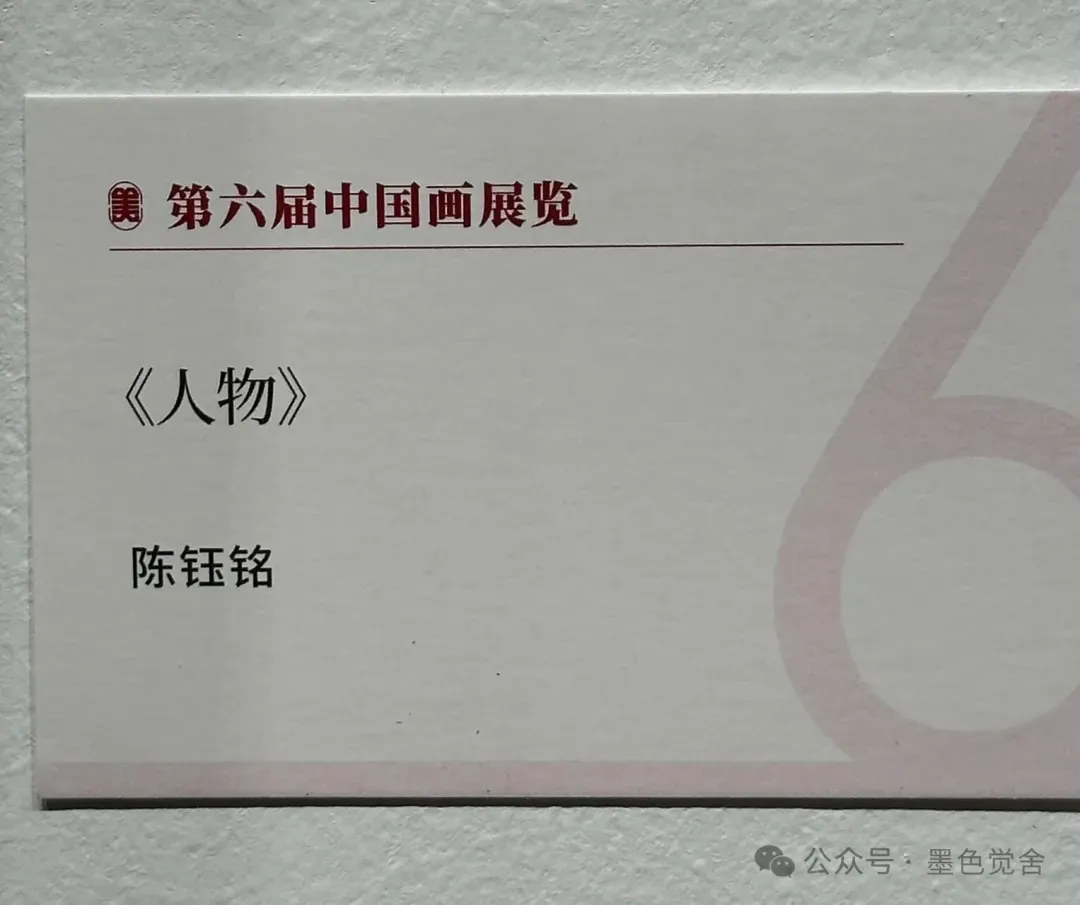 美 第六届中国画展览
《人物》
陈钰铭
6
公众号 · 墨色觉舍